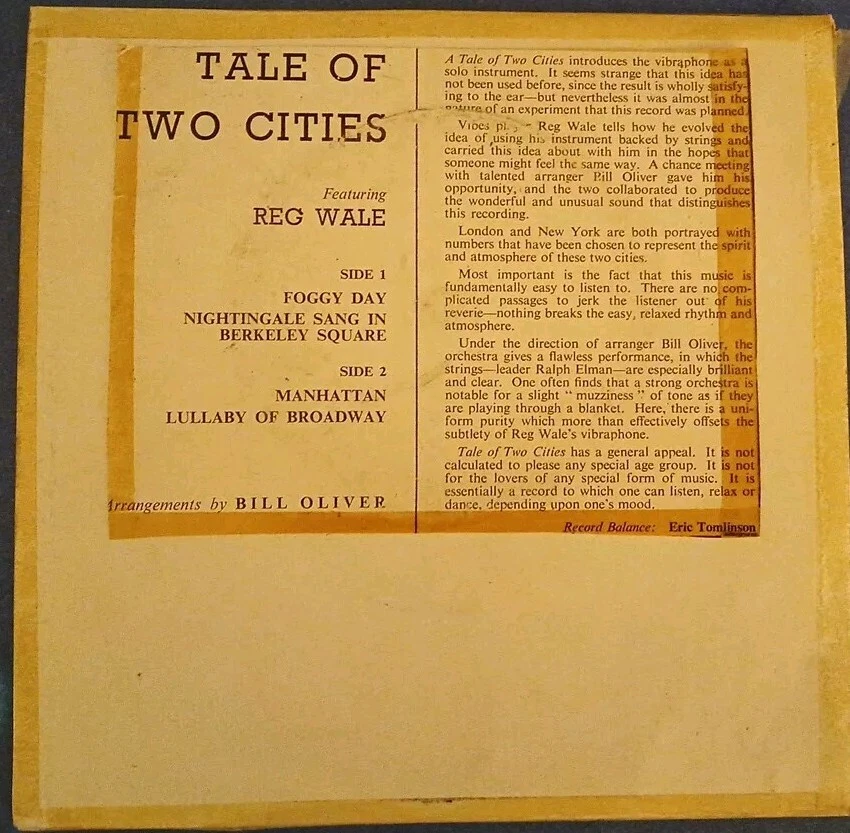 TALE OF
TWO CITIES
Featuring
REG WALE
SIDE 1
FOGGY DAY
NIGHTINGALE SANG IN
BERKELEY SQUARE
SIDE 2
MANHATTAN
LULLABY OF BROADWAY
Arrangements by BILL OLIVER
A Tale of Two Cities introduces the vibraphone as a
solo instrument. It seems strange that this idea has
not been used before, since the result is wholly satisfy-
ing to the ear—but nevertheless it was almost in the
nature of an experiment that this record was planned.
Vibes Reg Wale tells how he evolved the
idea of using his instrument backed by strings and
carried this idea about with him in the hopes that
someone might feel the same way. A chance meeting
with talented arranger Bill Oliver gave him his
opportunity, and the two collaborated to produce
the wonderful and unusual sound that distinguishes
this recording.
London and New York are both portrayed with
numbers that have been chosen to represent the spirit
and atmosphere of these two cities.
Most important is the fact that this music is
fundamentally easy to listen to. There are no com-
plicated passages to jerk the listener out of his
reverie—nothing breaks the easy, relaxed rhythm and
atmosphere.
Under the direction of arranger Bill Oliver, the
orchestra gives a flawless performance, in which the
strings—leader Ralph Elman—are especially brilliant
and clear. One often finds that a strong orchestra is
notable for a slight “ muzziness ” of tone as if they
are playing through a blanket. Here, there is a uni-
form purity which more than effectively offsets the
subtlety of Reg Wale's vibraphone.
Tale of Two Cities has a general appeal. It is not
calculated to please any special age group. It is not
for the lovers of any special form of music. It is
essentially a record to which one can listen, relax or
dance, depending upon one's mood.
Record Balance: Eric Tomlinson